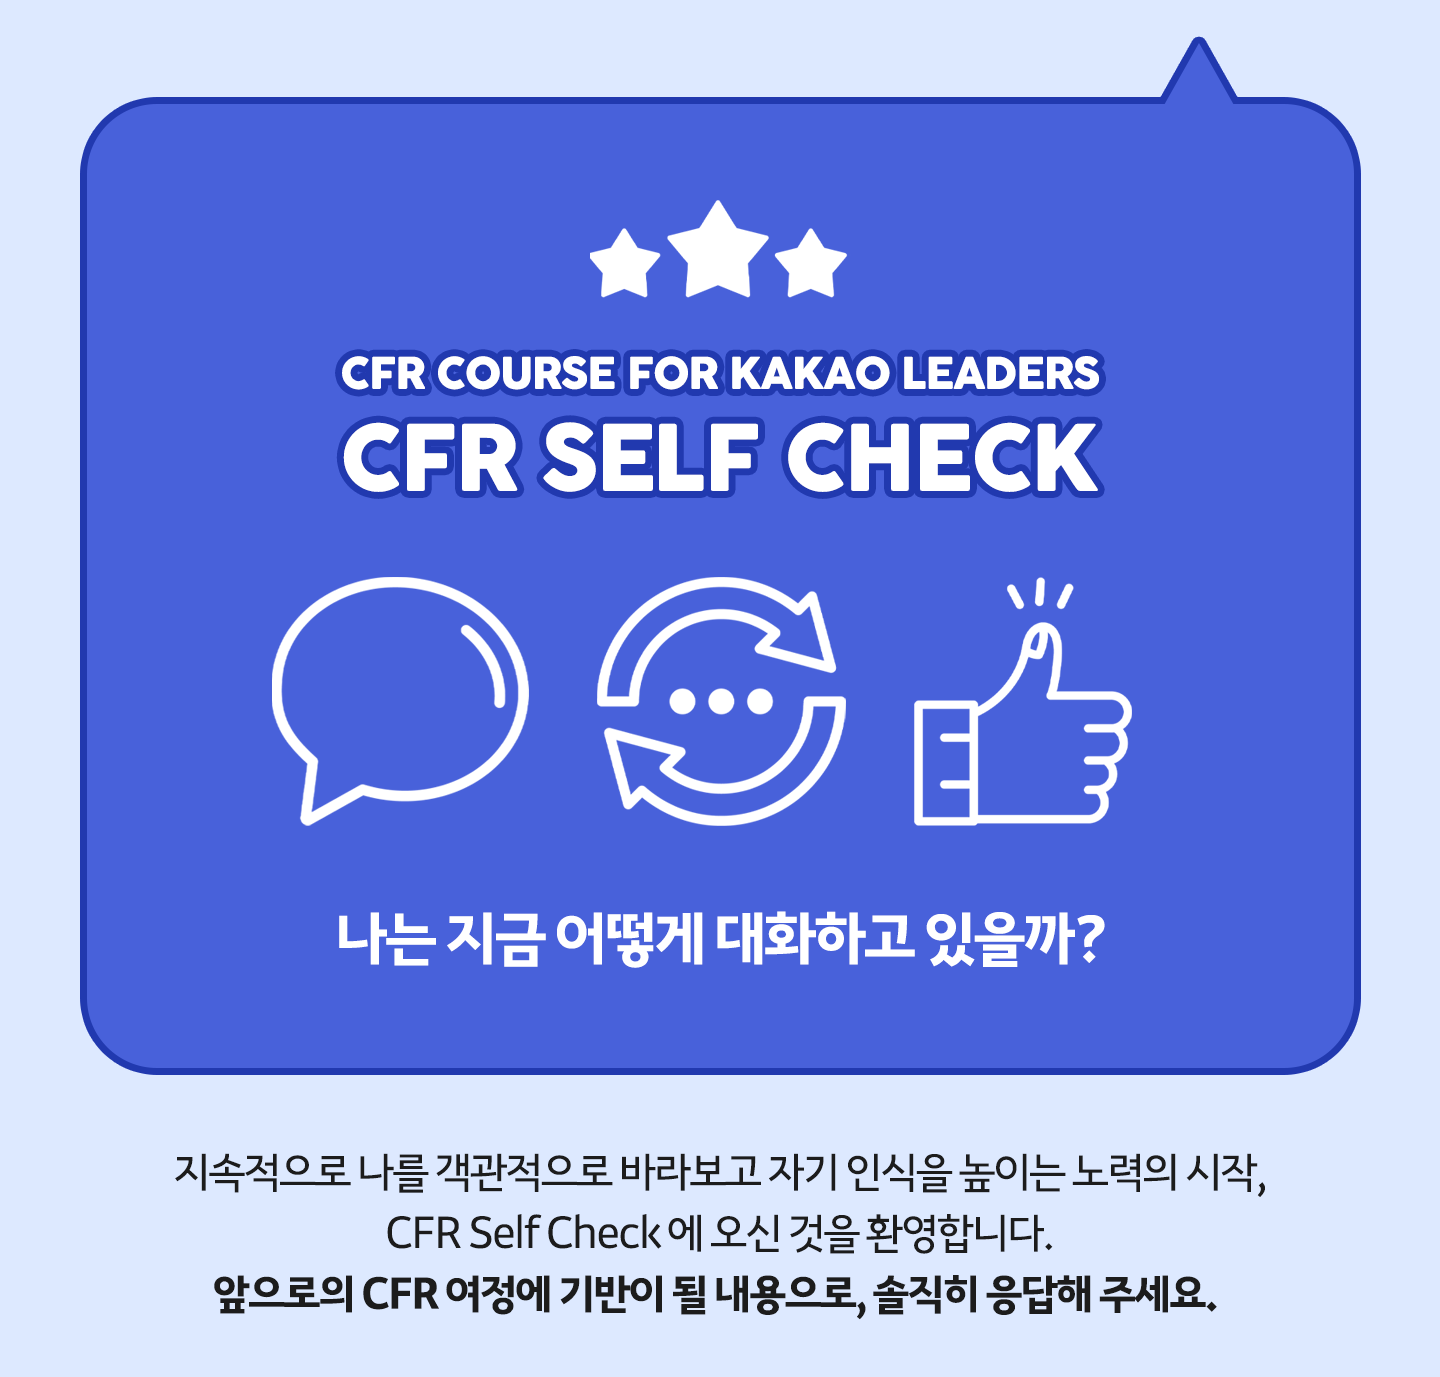 CFR COURSE FOR KAKAO LEADERS
CFR SELF CHECK
나는 지금 어떻게 대화하고 있을까?
지속적으로 나를 객관적으로 바라보고 자기 인식을 높이는 노력의 시작,
CFR Self Check 에 오신 것을 환영합니다.
앞으로의 CFR 여정에 기반이 될 내용으로, 솔직히 응답해 주세요.